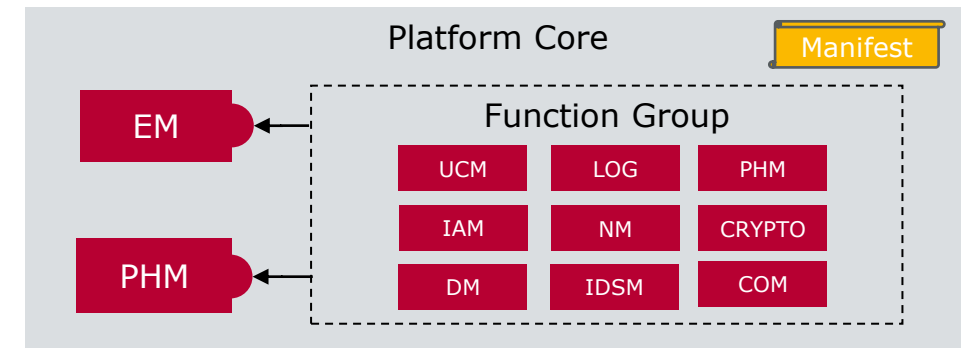 Platform Core
Manifest
EM
Function Group
UCM LOG PHM
IAM NM CRYPTO
PHM
DM IDSM COM